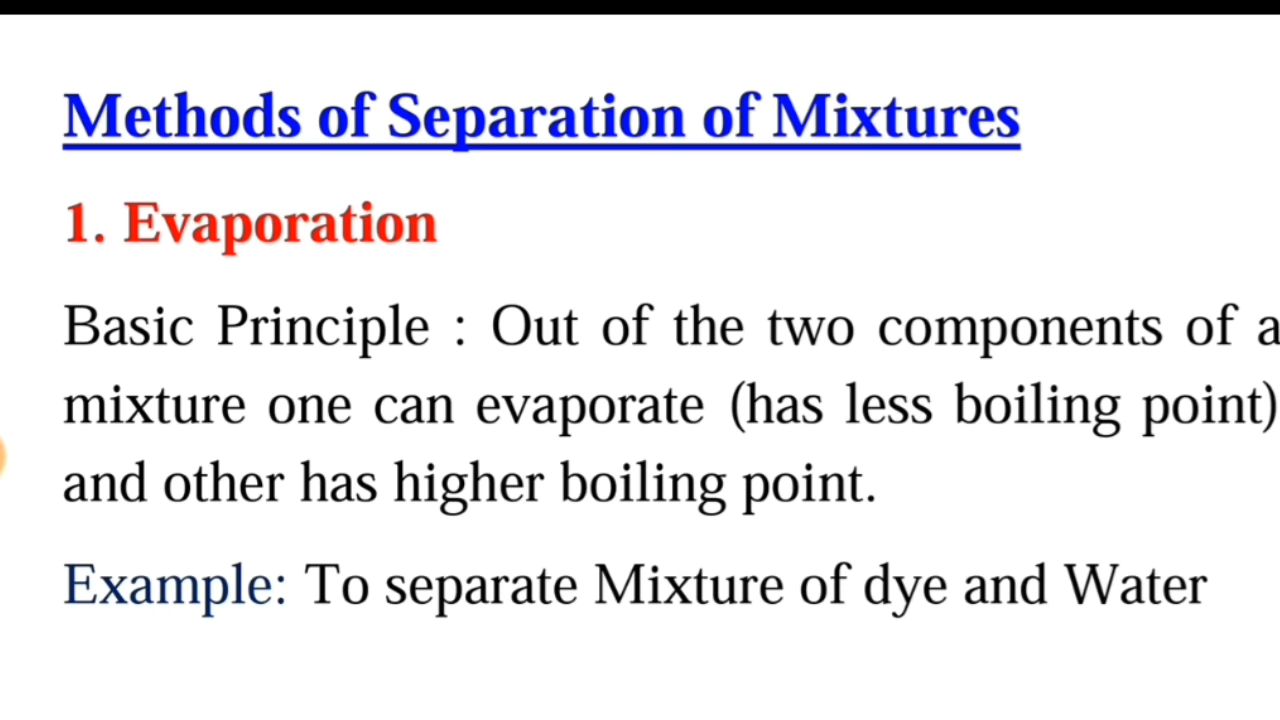 Methods of Separation of Mixtures
1. Evaporation
Basic Principle : Out of the two components of a
mixture one can evaporate (has less boiling point)
and other has higher boiling point.
Example: To separate Mixture of dye and Water